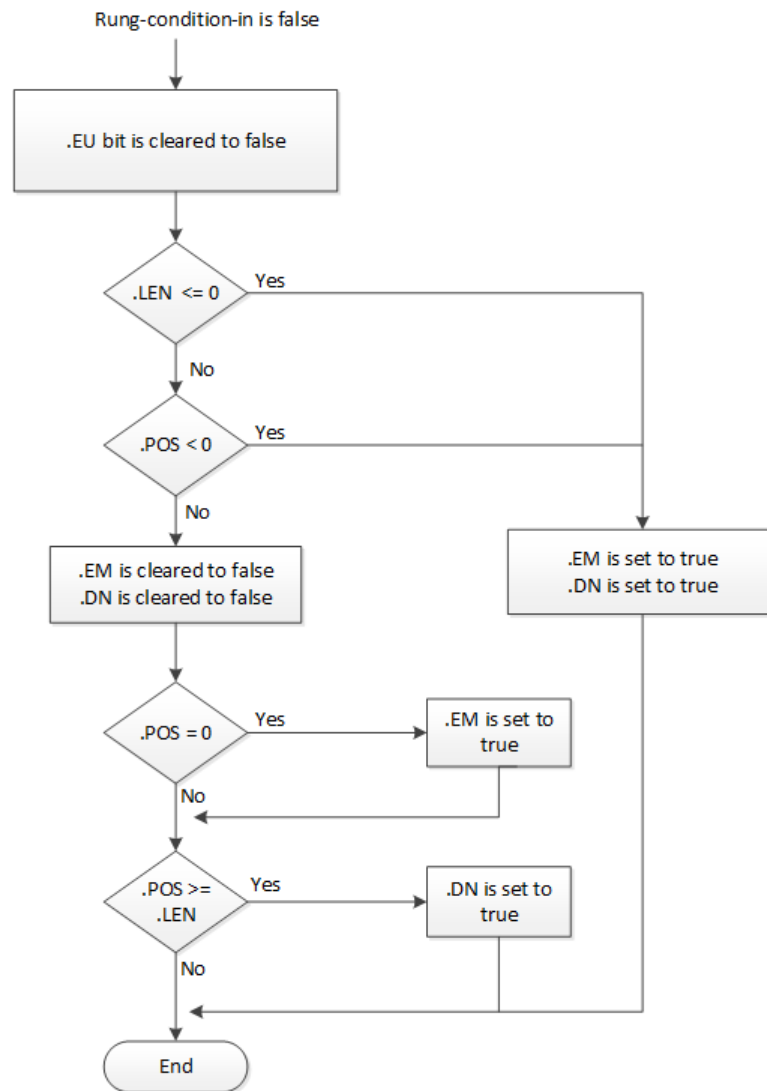 Rung-condition-in is false
.EU bit is cleared to false
.LEN <= 0
Yes
No
.POS < 0
Yes
No
.EM is cleared to false
.DN is cleared to false
.EM is set to true
.DN is set to true
.POS = 0
Yes
.EM is set to
true
No
.POS >=
.LEN
Yes
.DN is set to
true
No
End